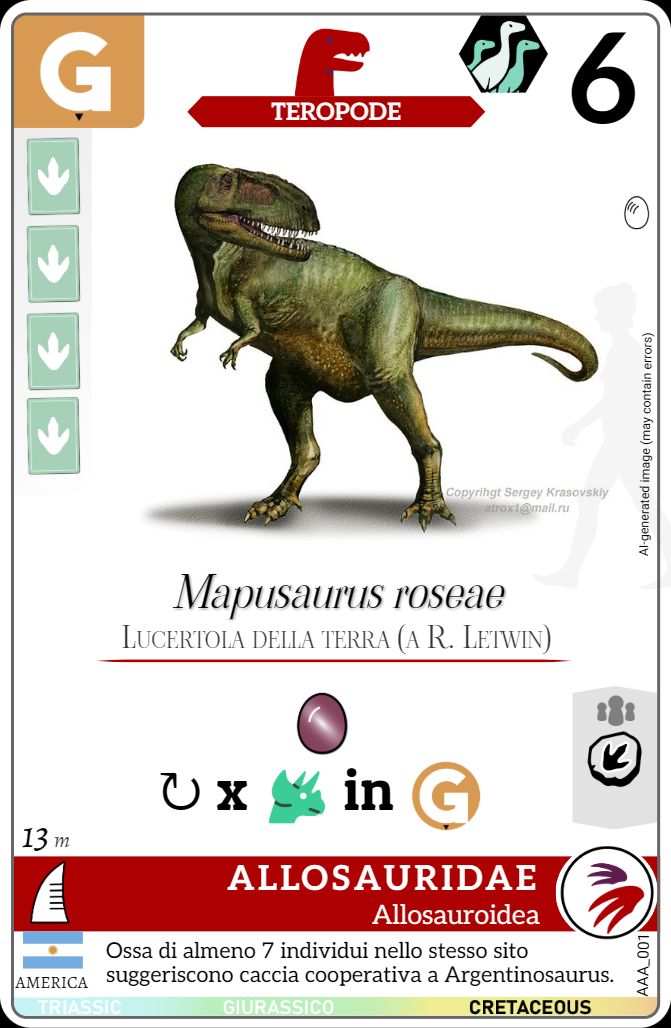 G
TEROPODE
6
AI-generated image (may contain errors)
Copyrihgt Sergey Krasovskiy
atrox1@mail.ru
Mapusaurus roseae
Lucertola della terra (a R. Letwin)
x in G
13 m
ALLOSAURIDAE
Allosauroidea
AMERICA
Ossa di almeno 7 individui nello stesso sito
suggeriscono caccia cooperativa a Argentinosaurus.
AAA_001
TRIASSIC GIURASSICO CRETACEOUS